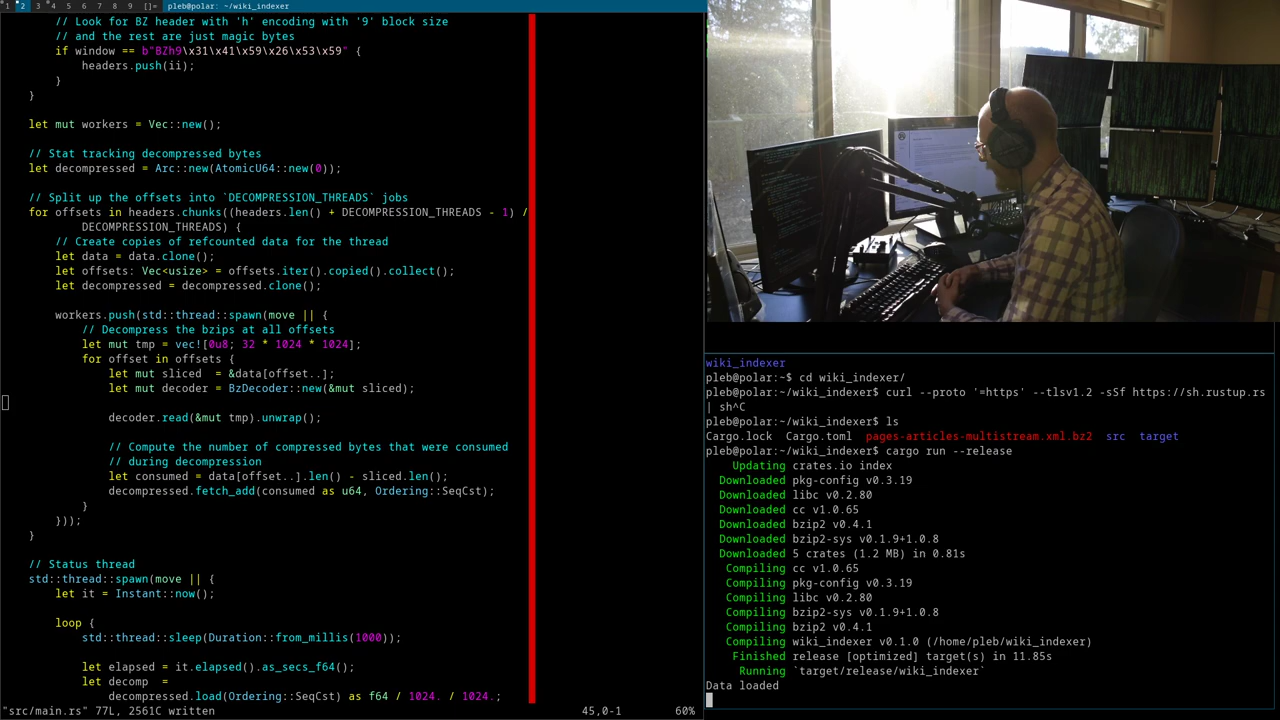 1 2 3 4 5 6 7 8 9 []= pleb@polar: ~/wiki_indexer
// Look for BZ header with 'h' encoding with '9' block size
// and the rest are just magic bytes
if window == b"BZh9\x31\x41\x59\x26\x53\x59" {
headers.push(ii);
}
}
let mut workers = Vec::new();
// Stat tracking decompressed bytes
let decompressed = Arc::new(AtomicU64::new(0));
// Split up the offsets into `DECOMPRESSION_THREADS` jobs
for offsets in headers.chunks((headers.len() + DECOMPRESSION_THREADS - 1) /
DECOMPRESSION_THREADS) {
// Create copies of refcounted data for the thread
let data = data.clone();
let offsets: Vec<usize> = offsets.iter().copied().collect();
let decompressed = decompressed.clone();
workers.push(std::thread::spawn(move || {
// Decompress the bzips at all offsets
let mut tmp = vec![0u8; 32 * 1024 * 1024];
for offset in offsets {
let mut sliced  = &data[offset..];
let mut decoder = BzDecoder::new(&mut sliced);
decoder.read(&mut tmp).unwrap();
// Compute the number of compressed bytes that were consumed
// during decompression
let consumed = data[offset..].len() - sliced.len();
decompressed.fetch_add(consumed as u64, Ordering::SeqCst);
}
}));
}
// Status thread
std::thread::spawn(move || {
let it = Instant::now();
loop {
std::thread::sleep(Duration::from_millis(1000));
let elapsed = it.elapsed().as_secs_f64();
let decomp  =
decompressed.load(Ordering::SeqCst) as f64 / 1024. / 1024.;
"src/main.rs" 77L, 2561C written 45,0-1 60%
wiki_indexer
pleb@polar:~$ cd wiki_indexer/
pleb@polar:~/wiki_indexer$ curl --proto '=https' --tlsv1.2 -sSf https://sh.rustup.rs
| sh^C
pleb@polar:~/wiki_indexer$ ls
Cargo.lock  Cargo.toml  pages-articles-multistream.xml.bz2  src  target
pleb@polar:~/wiki_indexer$ cargo run --release
Updating crates.io index
Downloaded pkg-config v0.3.19
Downloaded libc v0.2.80
Downloaded cc v1.0.65
Downloaded bzip2 v0.4.1
Downloaded bzip2-sys v0.1.9+1.0.8
Downloaded 5 crates (1.2 MB) in 0.81s
Compiling cc v1.0.65
Compiling pkg-config v0.3.19
Compiling libc v0.2.80
Compiling bzip2-sys v0.1.9+1.0.8
Compiling bzip2 v0.4.1
Compiling wiki_indexer v0.1.0 (/home/pleb/wiki_indexer)
Finished release [optimized] target(s) in 11.85s
Running `target/release/wiki_indexer`
Data loaded